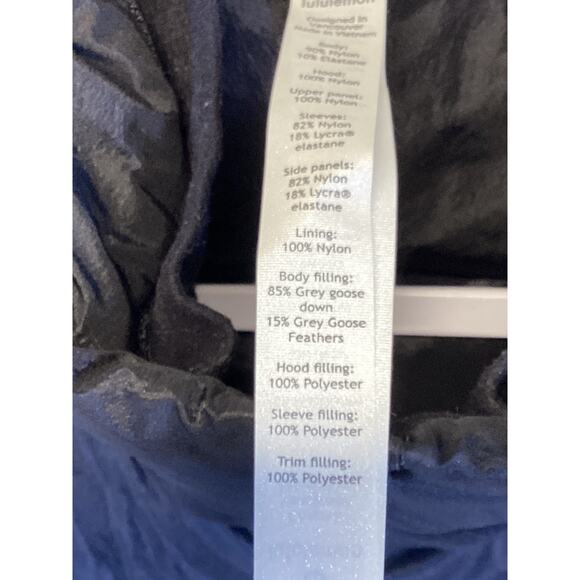 lululemon
Designed in
Vancouver
Made in Vietnam
Body:
90% Nylon
10% Elastane
Hood:
100% Nylon
Upper panel:
100% Nylon
Sleeves:
82% Nylon
18% Lycra®
elastane
Side panels:
82% Nylon
18% Lycra®
elastane
Lining:
100% Nylon
Body filling:
85% Grey goose
down
15% Grey Goose
Feathers
Hood filling:
100% Polyester
Sleeve filling:
100% Polyester
Trim filling:
100% Polyester